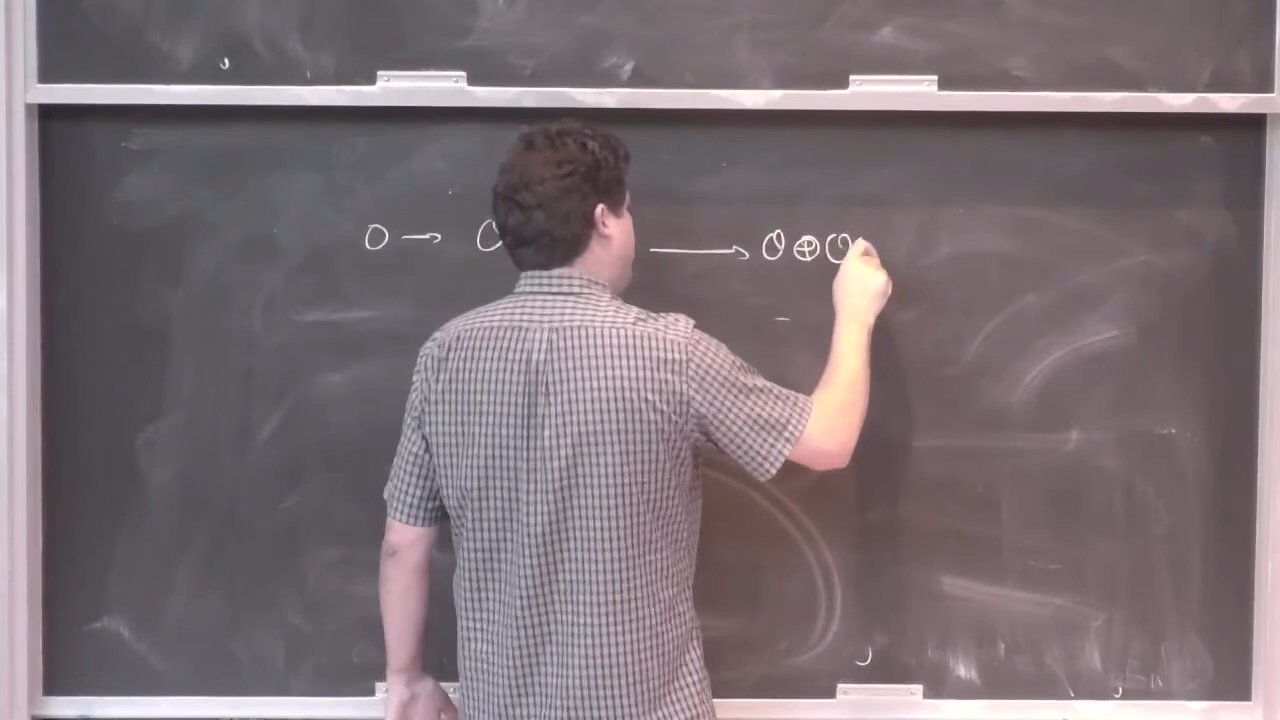 0 → O ⟶ O ⊕ O